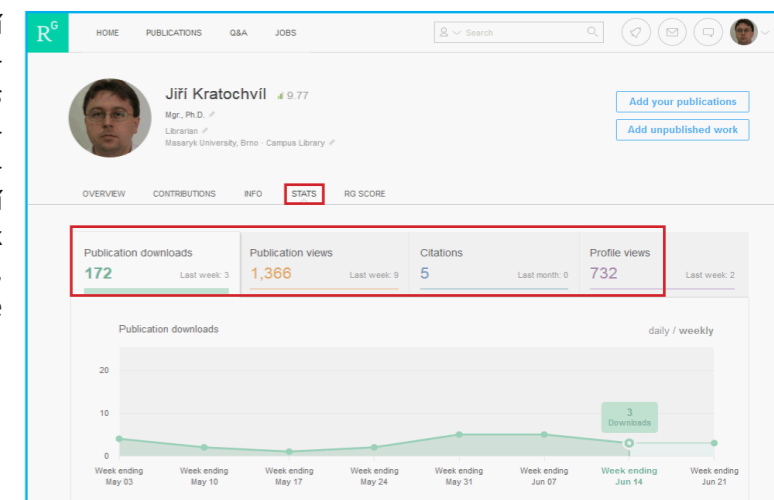 RG HOME PUBLICATIONS Q&A JOBS Search
Jiří Kratochvíl 9.77
Mgr., Ph.D.
Librarian
Masaryk University, Brno · Campus Library
Add your publications
Add unpublished work
OVERVIEW CONTRIBUTIONS INFO STATS RG SCORE
Publication downloads
172 Last week: 3
Publication views
1,366 Last week: 9
Citations
5 Last month: 0
Profile views
732 Last week: 2
Publication downloads daily / weekly
20
10
0
3
Downloads
Week ending
May 03
Week ending
May 10
Week ending
May 17
Week ending
May 24
Week ending
May 31
Week ending
Jun 07
Week ending
Jun 14
Week ending
Jun 21